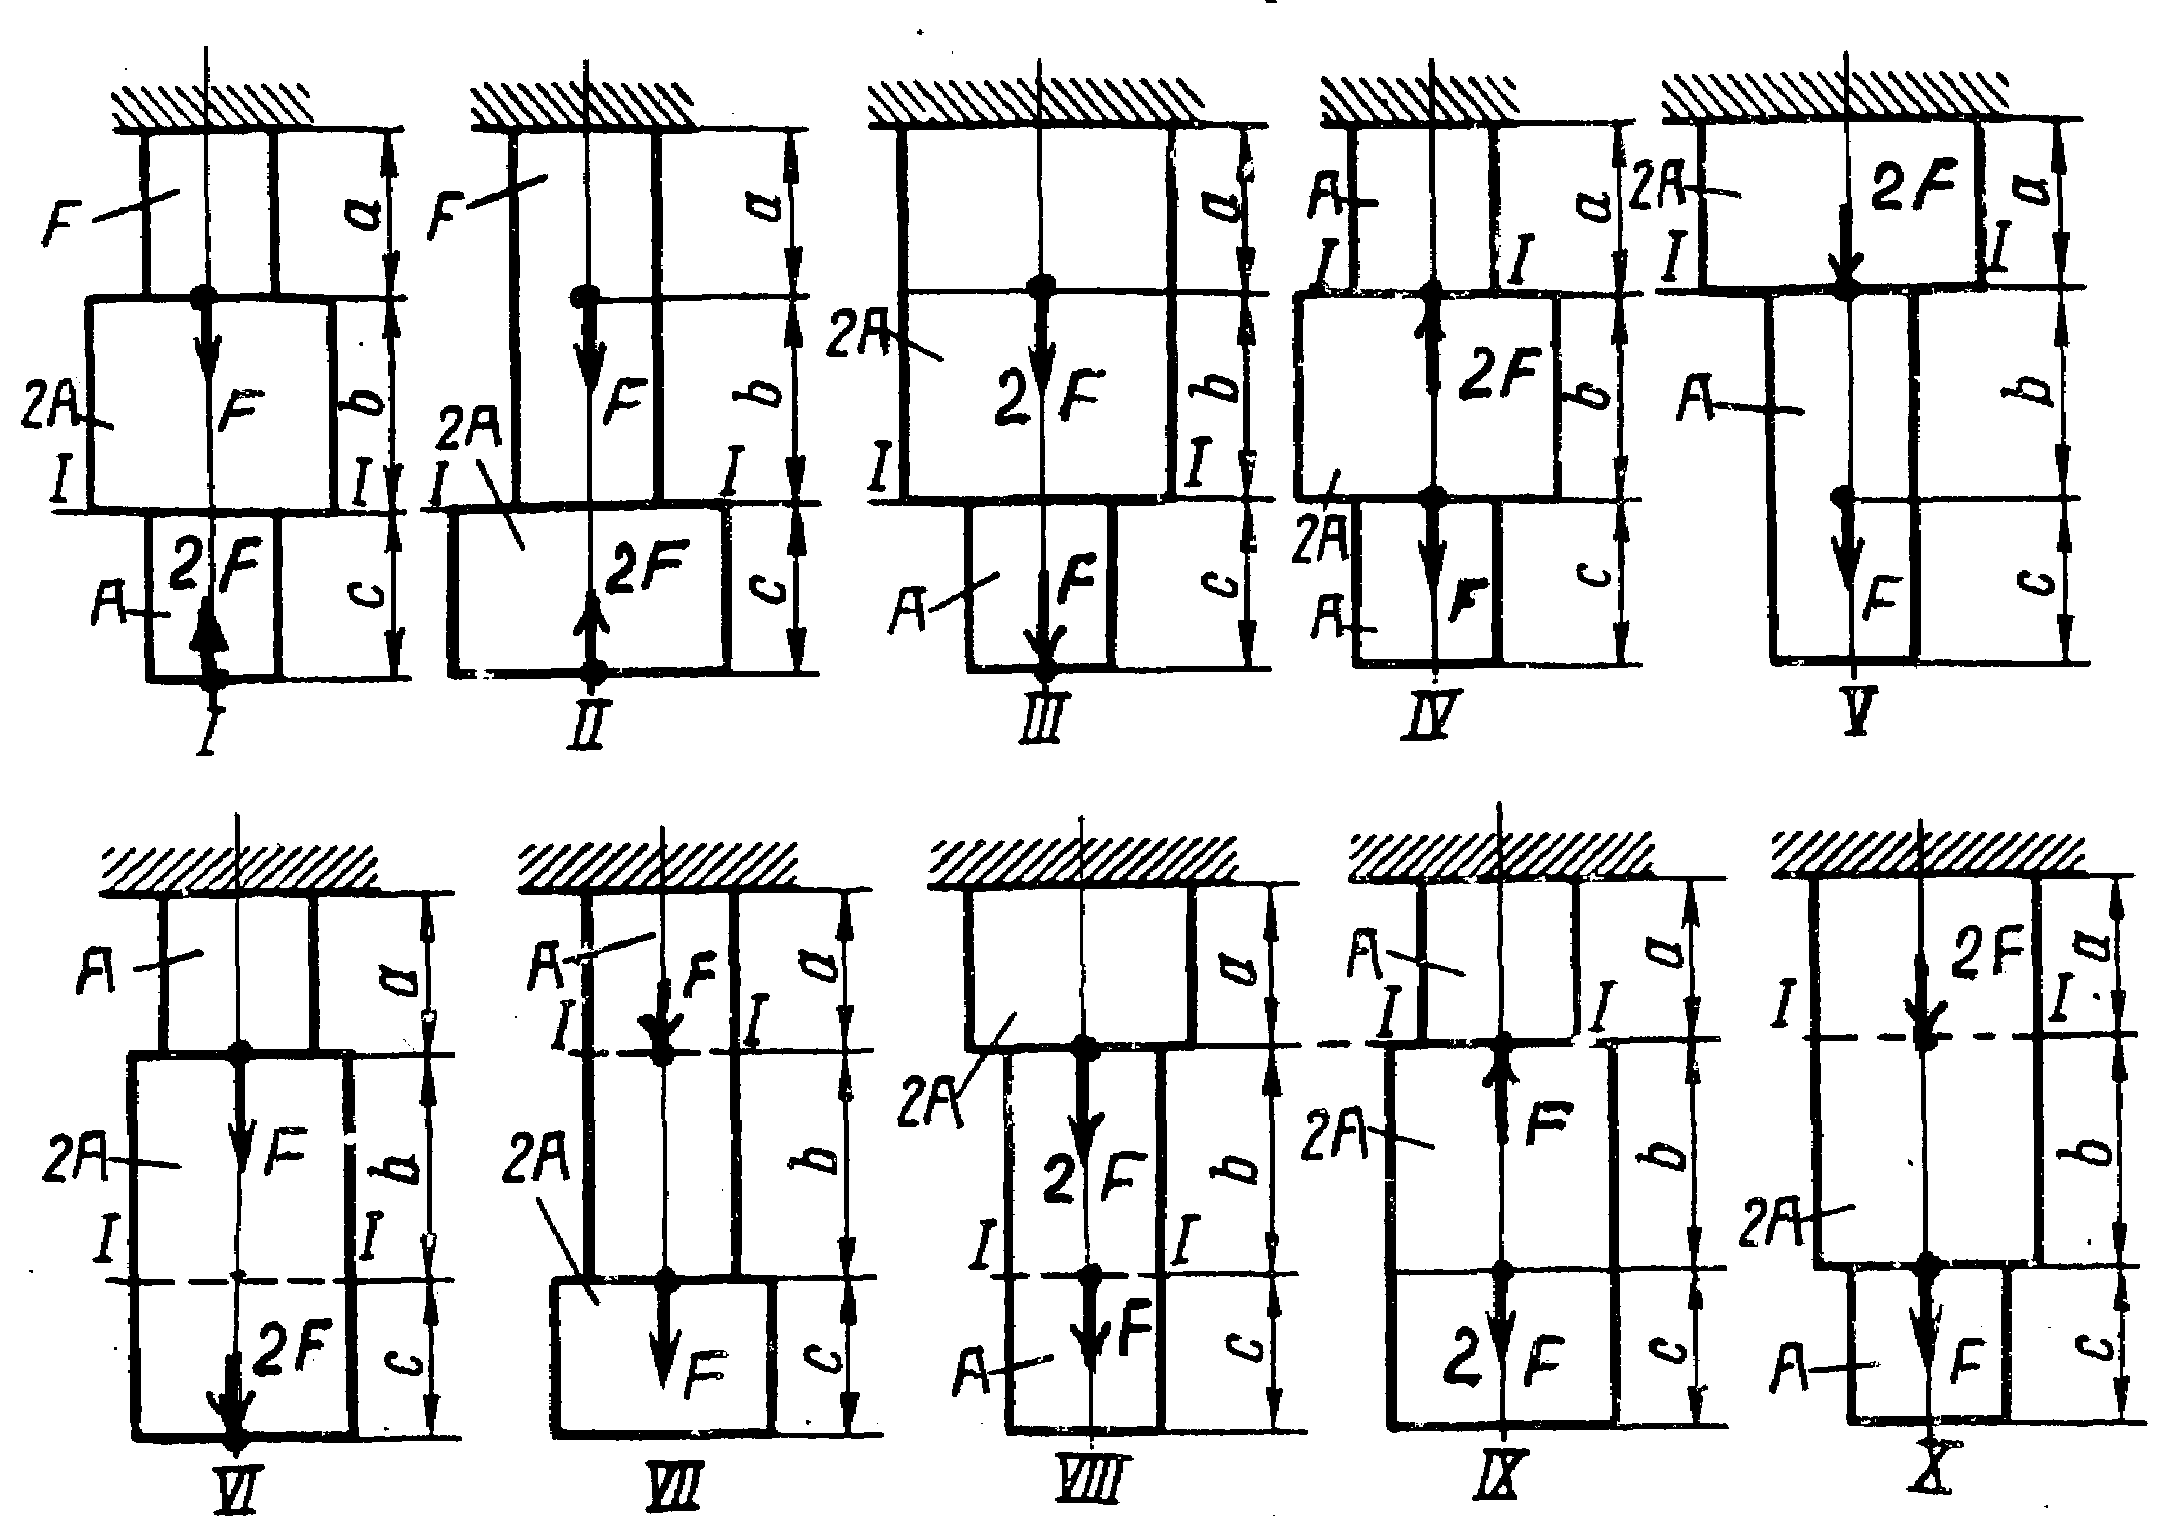 F a
2A F b
I I
A 2F c
I
F a
F b
2A I I
2F c
II
a
2A 2F b
I I
A F c
III
A a
I I
2F b
2A
A F c
IV
2A 2F a
I I
A b
F c
V
A a
2A F b
I I
2F c
VI
A F a
I I
2A b
F c
VII
a
2A 2F b
I I
A F c
VIII
A a
I I
2A F b
2F c
IX
2F a
I I
2A b
A F c
X